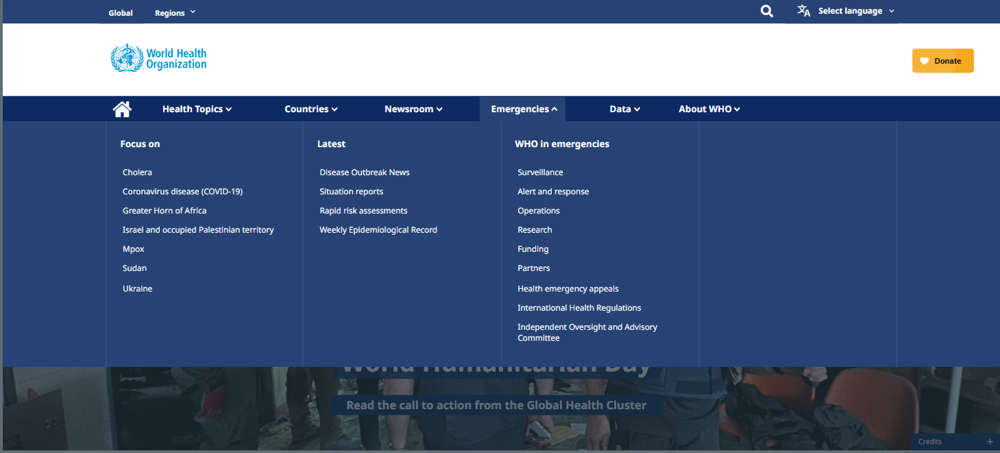 Global
Regions
Select language
World Health
Organization
Donate
Health Topics
Countries
Newsroom
Emergencies
Data
About WHO
Focus on
Cholera
Coronavirus disease (COVID-19)
Greater Horn of Africa
Israel and occupied Palestinian territory
Mpox
Sudan
Ukraine
Latest
Disease Outbreak News
Situation reports
Rapid risk assessments
Weekly Epidemiological Record
WHO in emergencies
Surveillance
Alert and response
Operations
Research
Funding
Partners
Health emergency appeals
International Health Regulations
Independent Oversight and Advisory
Committee
World Humanitarian Day
Read the call to action from the Global Health Cluster
Credits